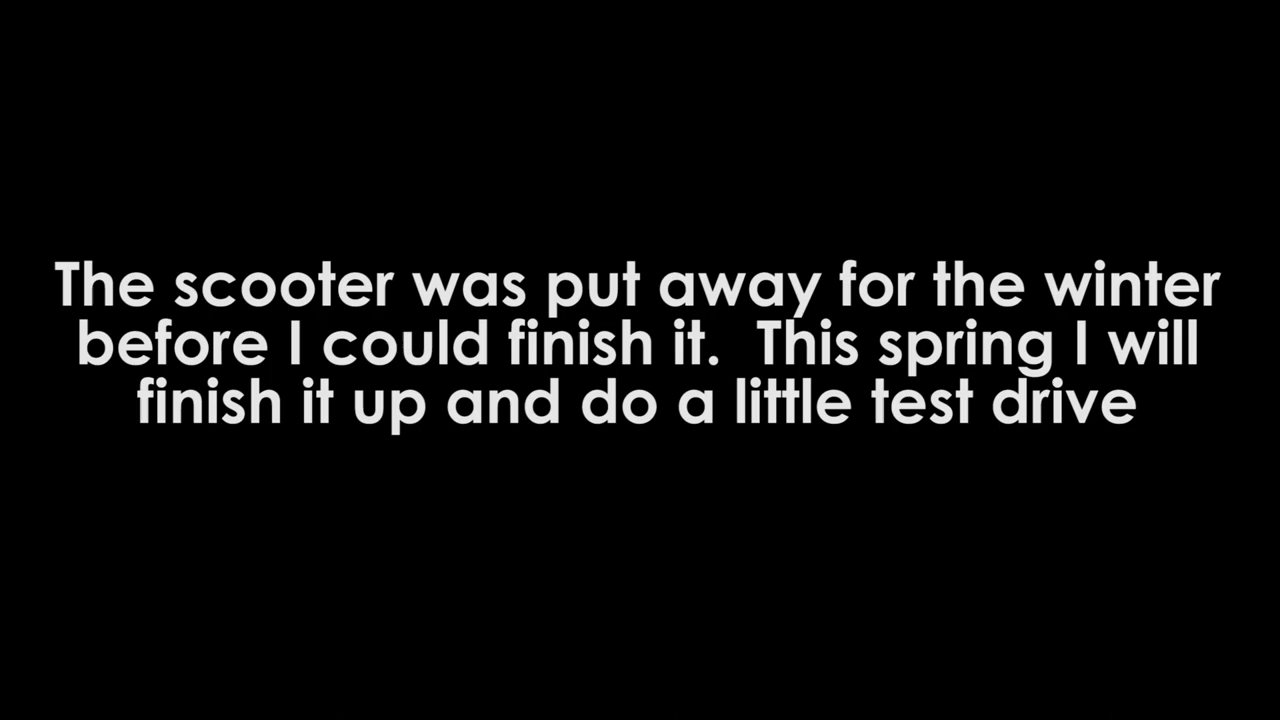 The scooter was put away for the winter
before I could finish it.  This spring I will
finish it up and do a little test drive